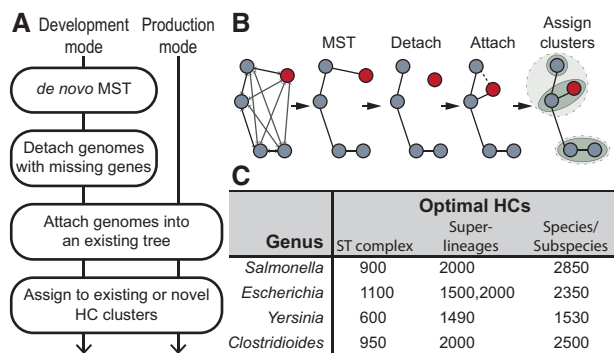 A
Development mode
Production mode
de novo MST
Detach genomes
with missing genes
Attach genomes into
an existing tree
Assign to existing or novel
HC clusters
B
MST
Detach
Attach
Assign
clusters
C
Optimal HCs
Genus
ST complex
Super-
lineages
Species/
Subspecies
Salmonella 900 2000 2850
Escherichia 1100 1500,2000 2350
Yersinia 600 1490 1530
Clostridioides 950 2000 2500